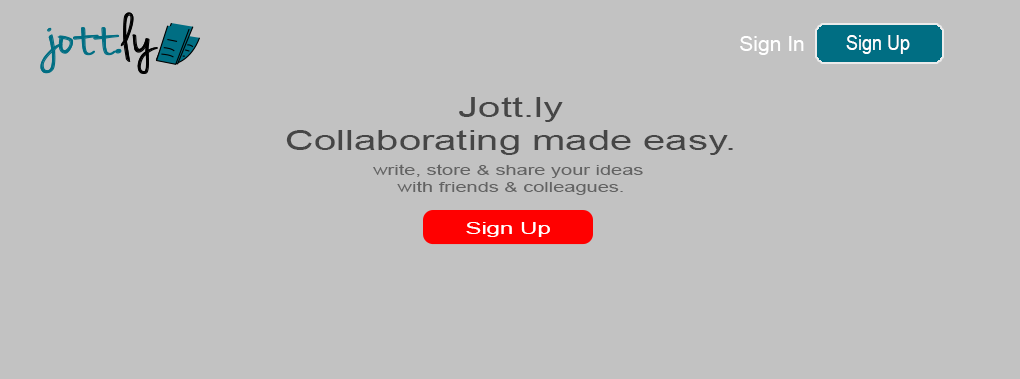 jott.ly
Sign In
Sign Up
Jott.ly
Collaborating made easy.
write, store & share your ideas
with friends & colleagues.
Sign Up